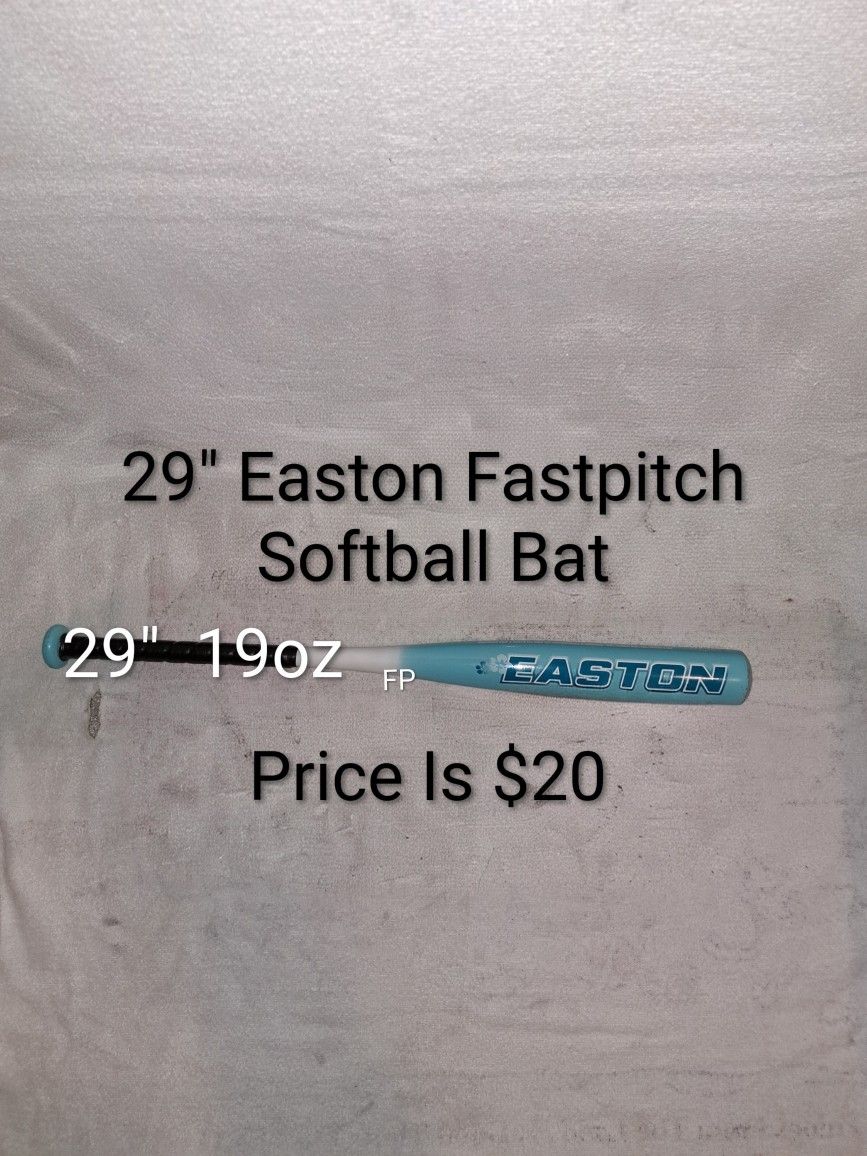 29" Easton Fastpitch
Softball Bat
29" 19oz
FP
EASTON
Price Is $20